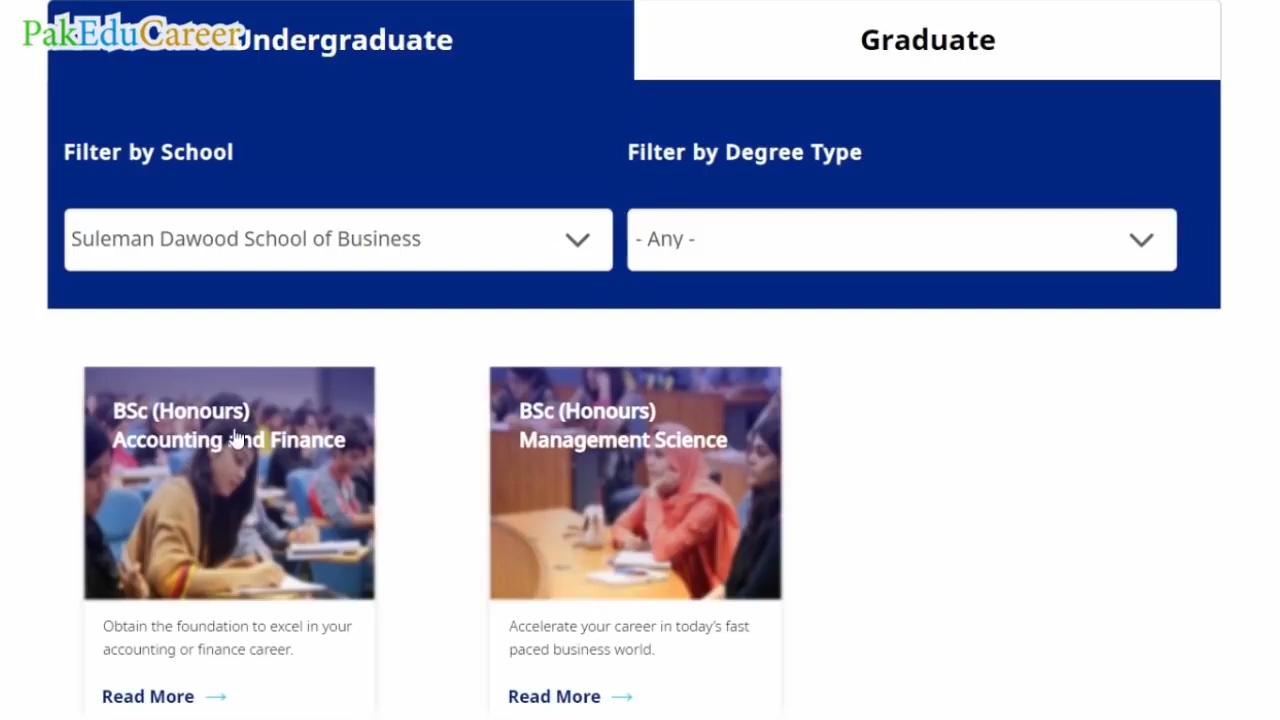 PakEduCareer
Undergraduate
Graduate
Filter by School
Filter by Degree Type
Suleman Dawood School of Business
- Any -
BSc (Honours)
Accounting and Finance
BSc (Honours)
Management Science
Obtain the foundation to excel in your
accounting or finance career.
Accelerate your career in today's fast
paced business world.
Read More
Read More